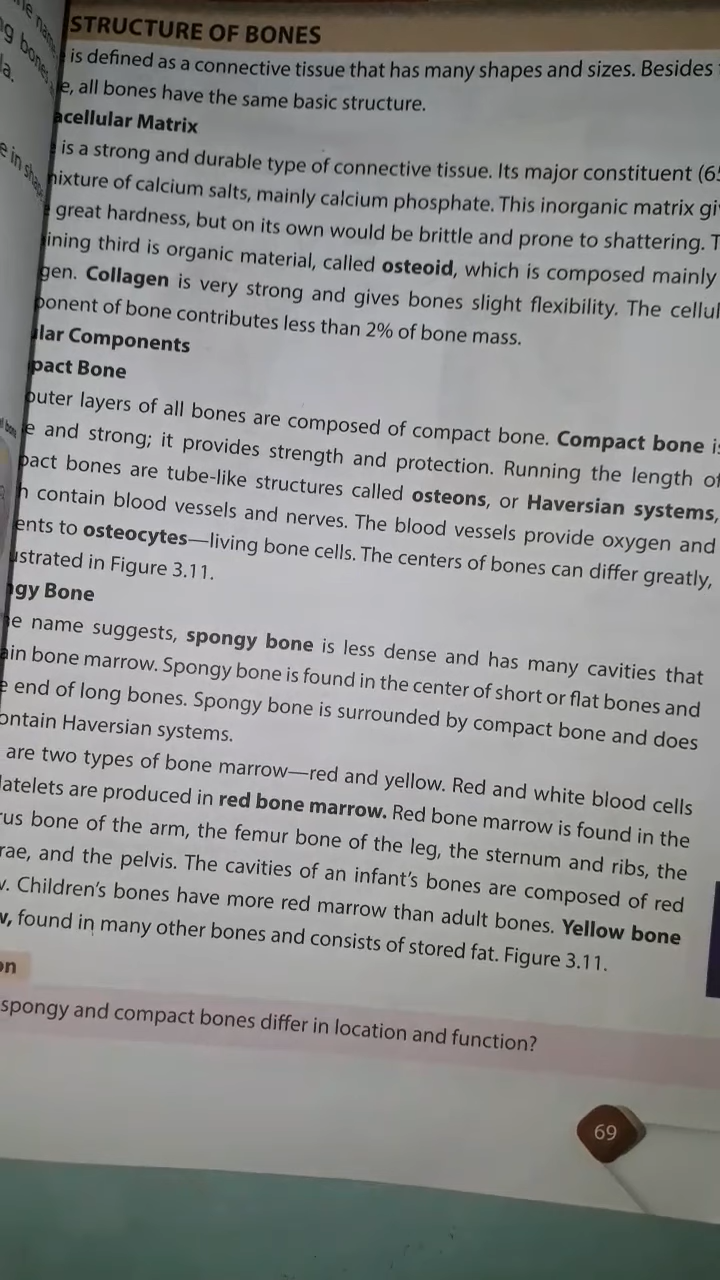 STRUCTURE OF BONES
is defined as a connective tissue that has many shapes and sizes. Besides
e, all bones have the same basic structure.
acellular Matrix
is a strong and durable type of connective tissue. Its major constituent (65
mixture of calcium salts, mainly calcium phosphate. This inorganic matrix gi
great hardness, but on its own would be brittle and prone to shattering. T
ining third is organic material, called osteoid, which is composed mainly
gen. Collagen is very strong and gives bones slight flexibility. The cellul
ponent of bone contributes less than 2% of bone mass.
lar Components
pact Bone
outer layers of all bones are composed of compact bone. Compact bone is
e and strong; it provides strength and protection. Running the length of
pact bones are tube-like structures called osteons, or Haversian systems,
h contain blood vessels and nerves. The blood vessels provide oxygen and
ents to osteocytes—living bone cells. The centers of bones can differ greatly,
ustrated in Figure 3.11.
ngy Bone
e name suggests, spongy bone is less dense and has many cavities that
ain bone marrow. Spongy bone is found in the center of short or flat bones and
e end of long bones. Spongy bone is surrounded by compact bone and does
ontain Haversian systems.
are two types of bone marrow—red and yellow. Red and white blood cells
latelets are produced in red bone marrow. Red bone marrow is found in the
rus bone of the arm, the femur bone of the leg, the sternum and ribs, the
rae, and the pelvis. The cavities of an infant's bones are composed of red
w. Children's bones have more red marrow than adult bones. Yellow bone
w, found in many other bones and consists of stored fat. Figure 3.11.
on
spongy and compact bones differ in location and function?
69